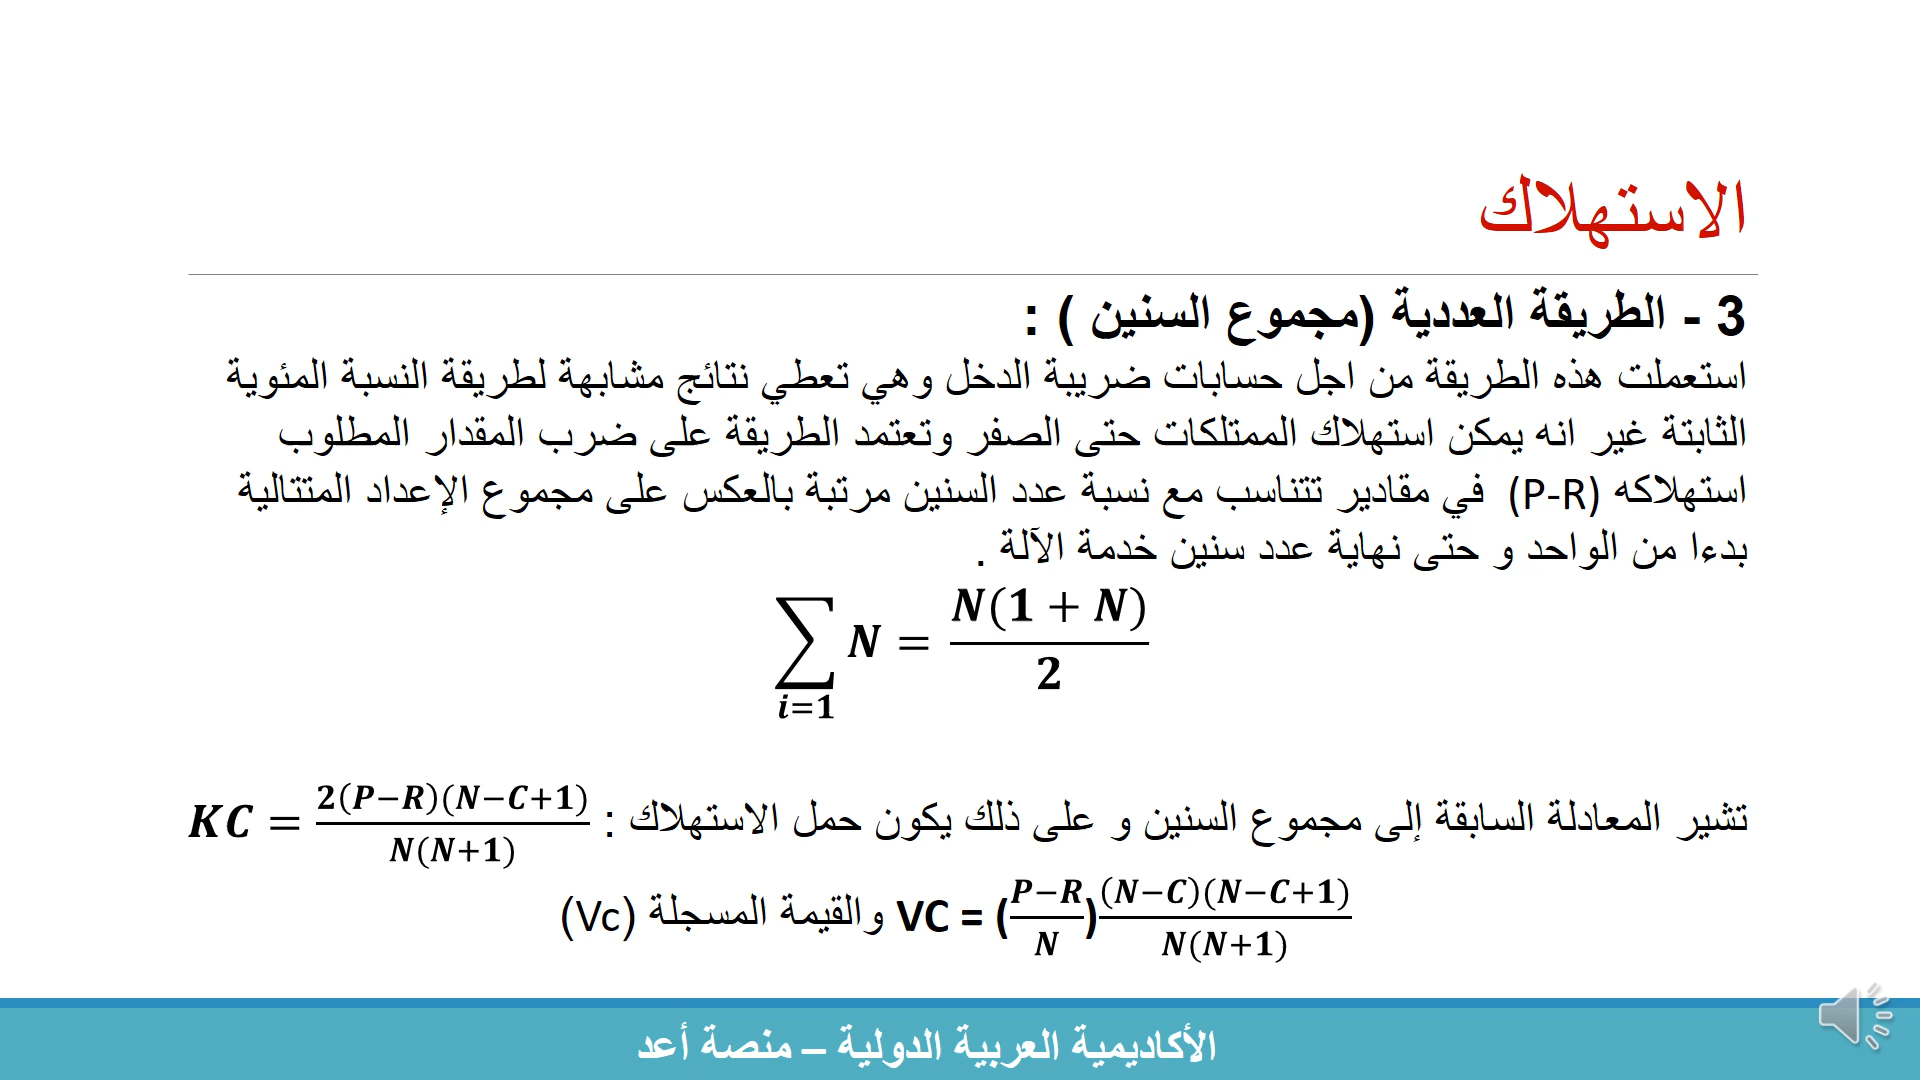 الاستهلاك
3 - الطريقة العددية (مجموع السنين ) :
استعملت هذه الطريقة من اجل حسابات ضريبة الدخل وهي تعطي نتائج مشابهة لطريقة النسبة المئوية
الثابتة غير انه يمكن استهلاك الممتلكات حتى الصفر وتعتمد الطريقة على ضرب المقدار المطلوب
استهلاكه (P-R) في مقادير تتناسب مع نسبة عدد السنين مرتبة بالعكس على مجموع الإعداد المتتالية
بدءا من الواحد و حتى نهاية عدد سنين خدمة الآلة .
∑_{i=1} N = N(1 + N) / 2
تشير المعادلة السابقة إلى مجموع السنين و على ذلك يكون حمل الاستهلاك : KC = 2(P−R)(N−C+1) / N(N+1)
والقيمة المسجلة (Vc) VC = ((P−R)/N) (N−C)(N−C+1) / N(N+1)
الأكاديمية العربية الدولية – منصة أعد